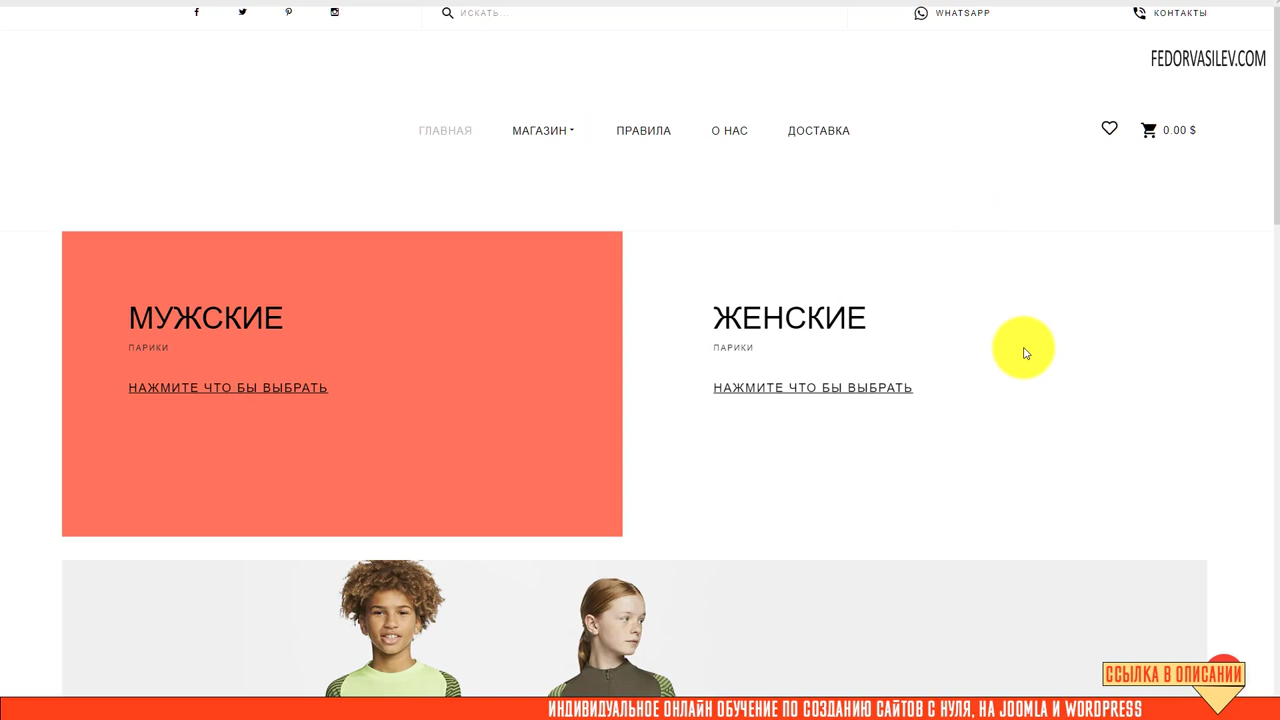 ИСКАТЬ...
WHATSAPP
КОНТАКТЫ
FEDORVASILEV.COM
ГЛАВНАЯ
МАГАЗИН
ПРАВИЛА
О НАС
ДОСТАВКА
0.00 $
МУЖСКИЕ
ПАРИКИ
НАЖМИТЕ ЧТО БЫ ВЫБРАТЬ
ЖЕНСКИЕ
ПАРИКИ
НАЖМИТЕ ЧТО БЫ ВЫБРАТЬ
ССЫЛКА В ОПИСАНИИ
ИНДИВИДУАЛЬНОЕ ОНЛАЙН ОБУЧЕНИЕ ПО СОЗДАНИЮ САЙТОВ С НУЛЯ, НА JOOMLA И WORDPRESS